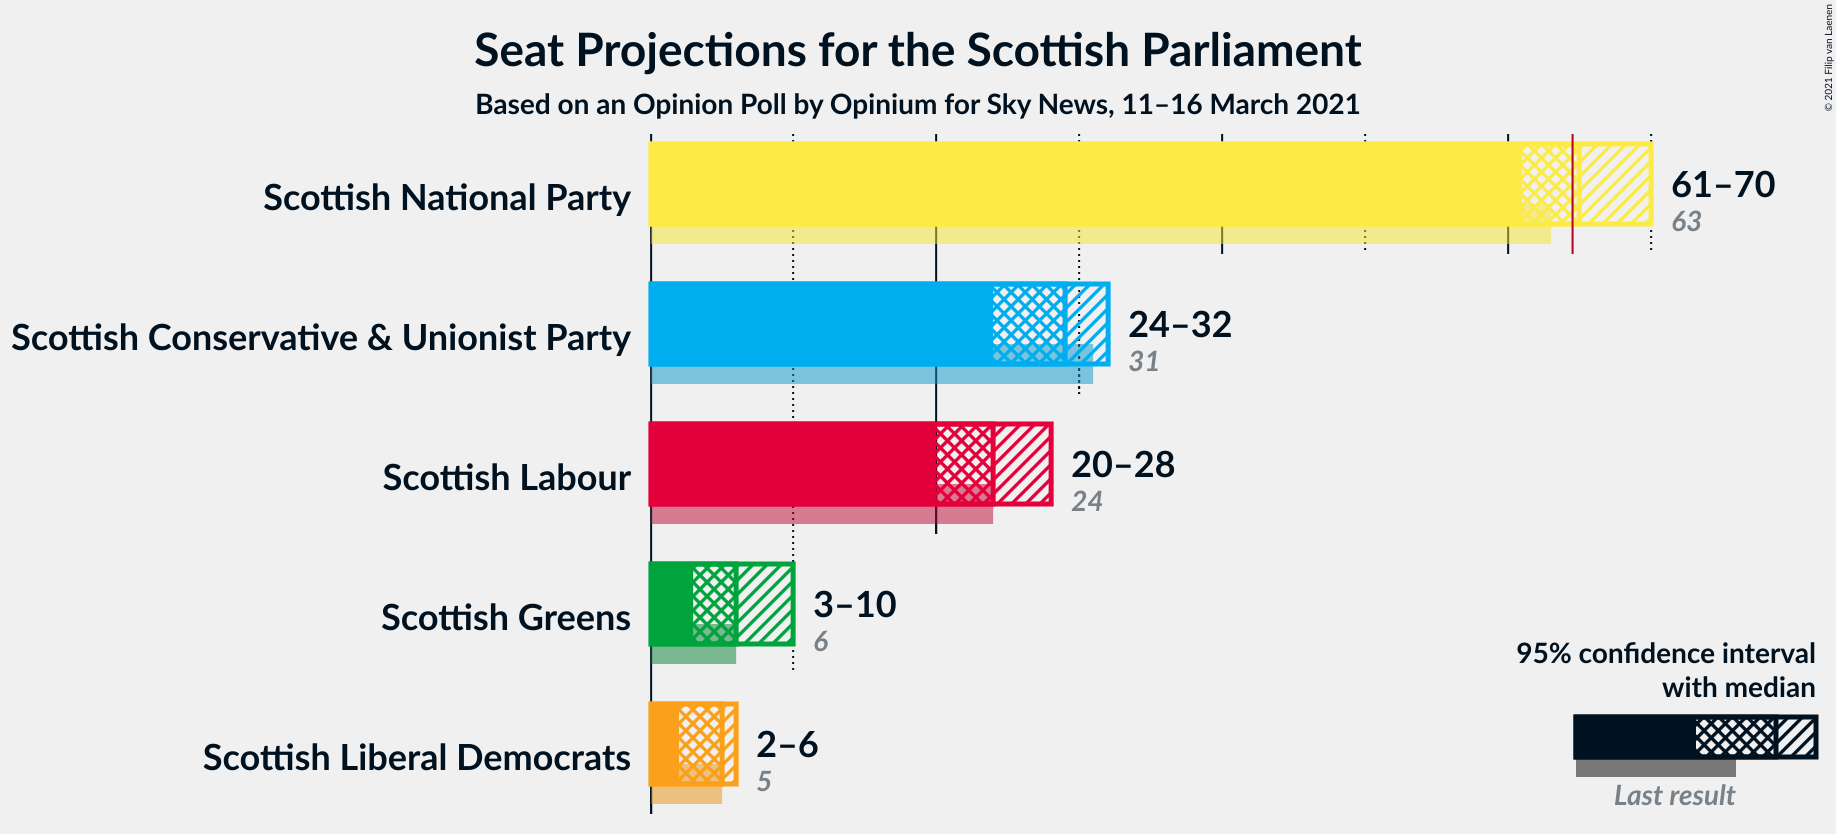 Seat Projections for the Scottish Parliament
Based on an Opinion Poll by Opinium for Sky News, 11–16 March 2021
© 2021 Filip van Laenen
Scottish National Party
61–70
63
Scottish Conservative & Unionist Party
24–32
31
Scottish Labour
20–28
24
Scottish Greens
3–10
6
Scottish Liberal Democrats
2–6
5
95% confidence interval
with median
Last result